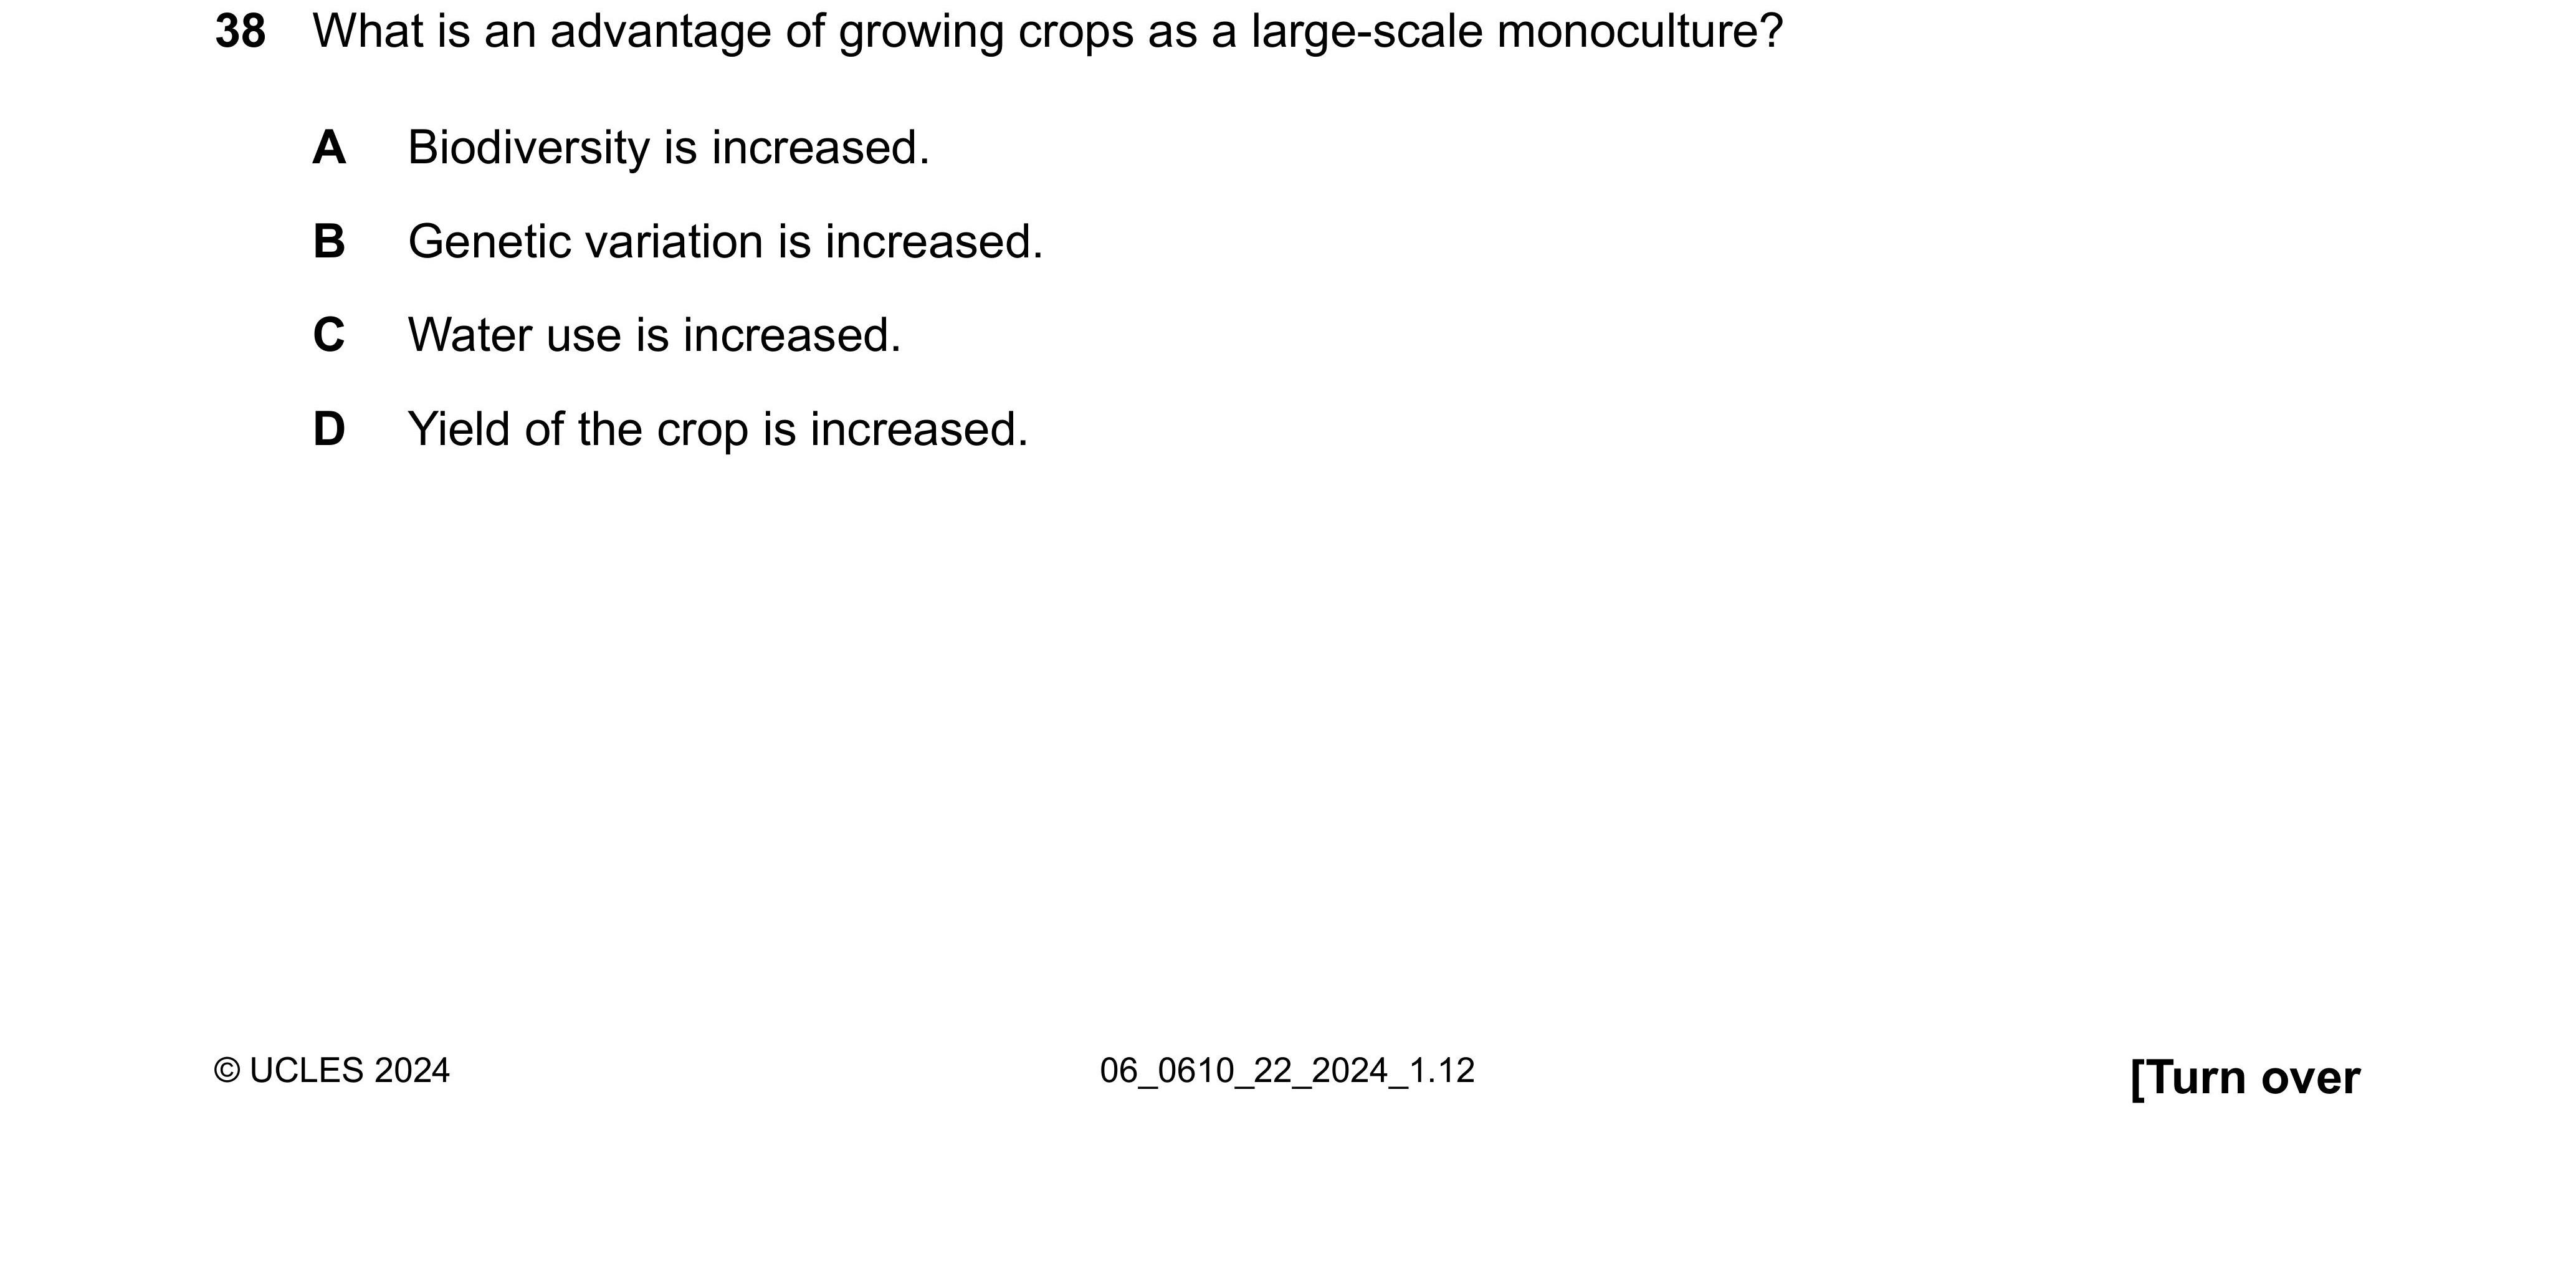 38 What is an advantage of growing crops as a large-scale monoculture?
A Biodiversity is increased.
B Genetic variation is increased.
C Water use is increased.
D Yield of the crop is increased.
© UCLES 2024 06_0610_22_2024_1.12 [Turn over